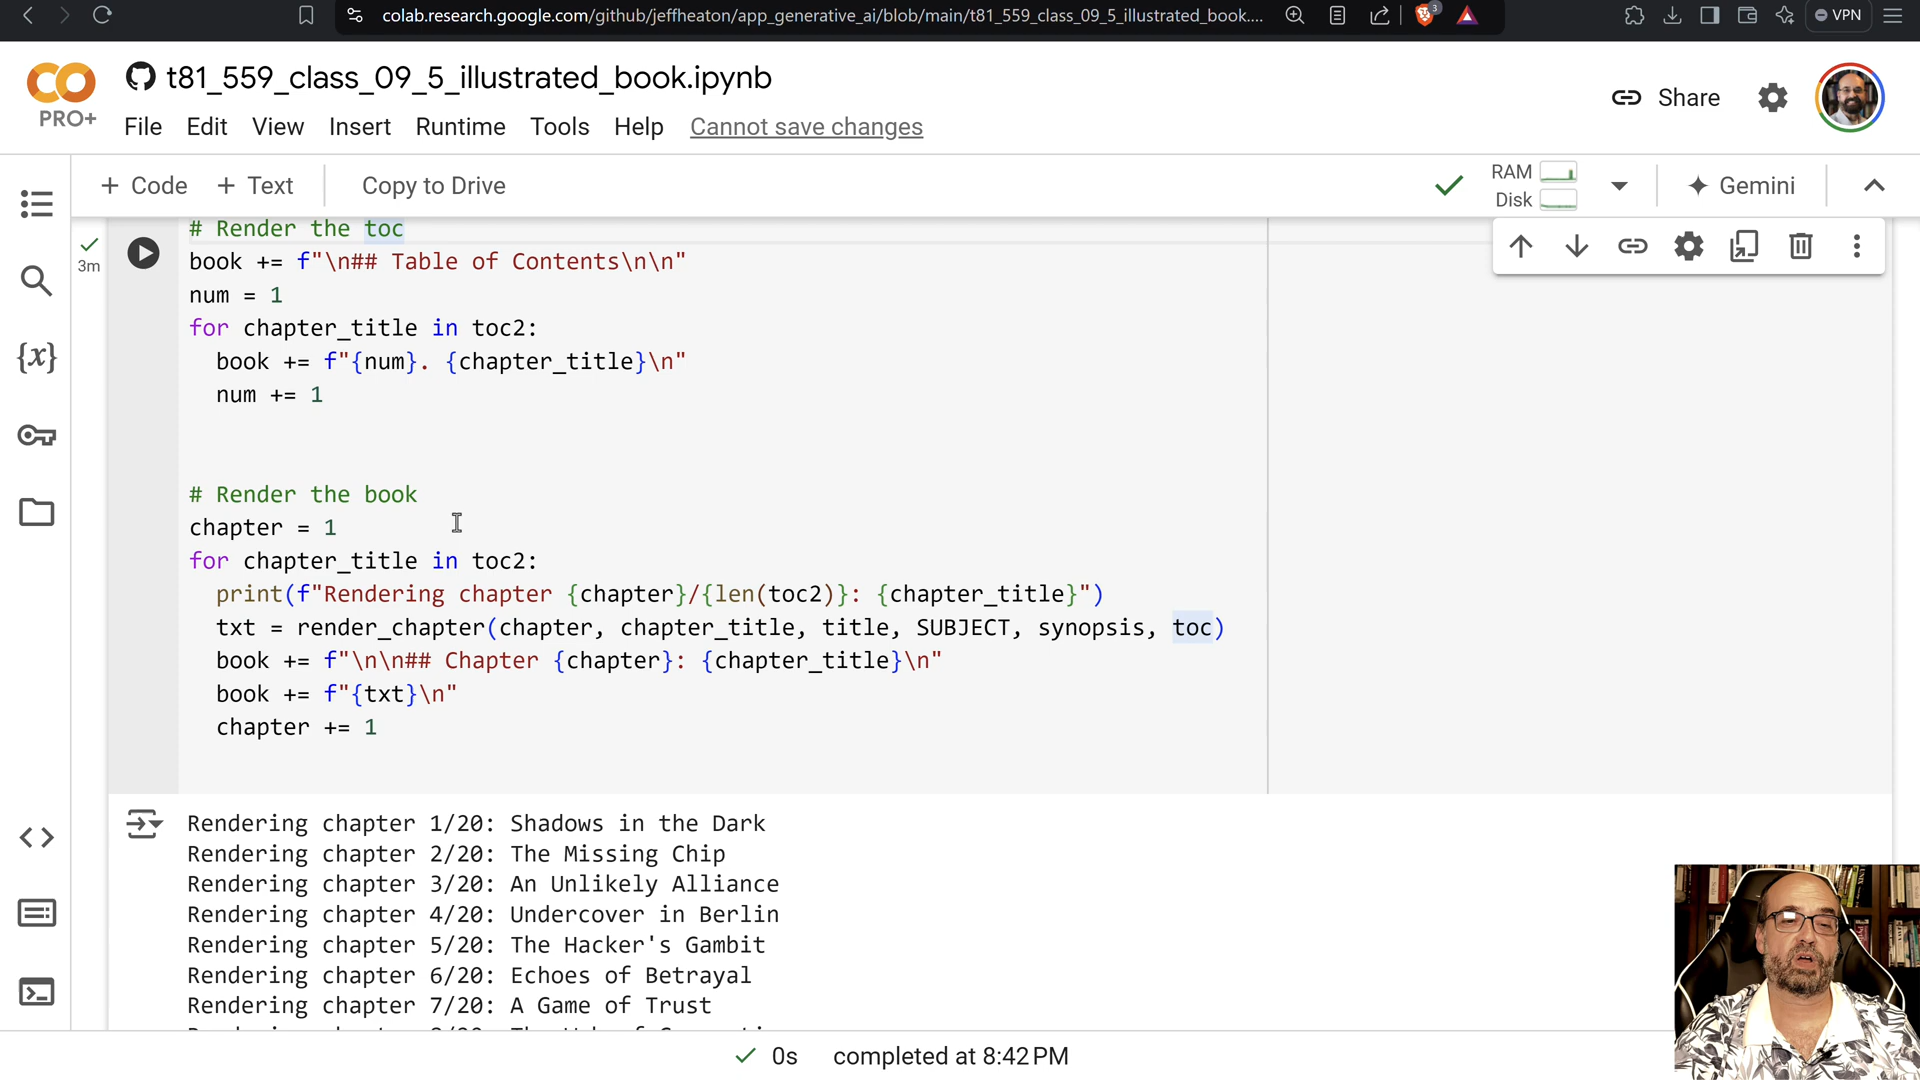 colab.research.google.com/github/jeffheaton/app_generative_ai/blob/main/t81_559_class_09_5_illustrated_book....
3
VPN
t81_559_class_09_5_illustrated_book.ipynb
PRO+
File Edit View Insert Runtime Tools Help Cannot save changes
Share
+ Code + Text Copy to Drive
RAM
Disk
Gemini
3m
# Render the toc
book += f"\n## Table of Contents\n\n"
num = 1
for chapter_title in toc2:
book += f"{num}. {chapter_title}\n"
num += 1
# Render the book
chapter = 1
for chapter_title in toc2:
print(f"Rendering chapter {chapter}/{len(toc2)}: {chapter_title}")
txt = render_chapter(chapter, chapter_title, title, SUBJECT, synopsis, toc)
book += f"\n\n## Chapter {chapter}: {chapter_title}\n"
book += f"{txt}\n"
chapter += 1
Rendering chapter 1/20: Shadows in the Dark
Rendering chapter 2/20: The Missing Chip
Rendering chapter 3/20: An Unlikely Alliance
Rendering chapter 4/20: Undercover in Berlin
Rendering chapter 5/20: The Hacker's Gambit
Rendering chapter 6/20: Echoes of Betrayal
Rendering chapter 7/20: A Game of Trust
0s completed at 8:42 PM